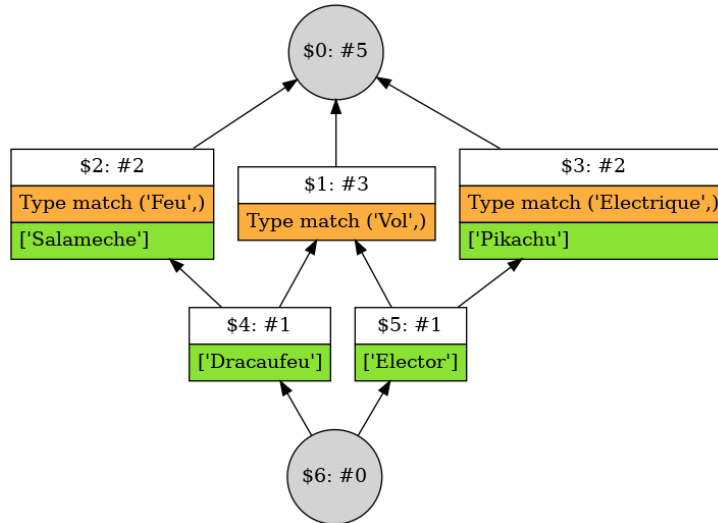 $0: #5
$2: #2
Type match ('Feu',)
['Salameche']
$1: #3
Type match ('Vol',)
$3: #2
Type match ('Electrique',)
['Pikachu']
$4: #1
['Dracaufeu']
$5: #1
['Elector']
$6: #0